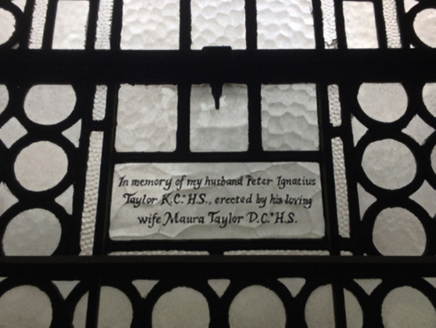 In memory of my husband Peter Ignatius
Taylor K.C.*H.S., erected by his loving
wife Maura Taylor D.C.*H.S.